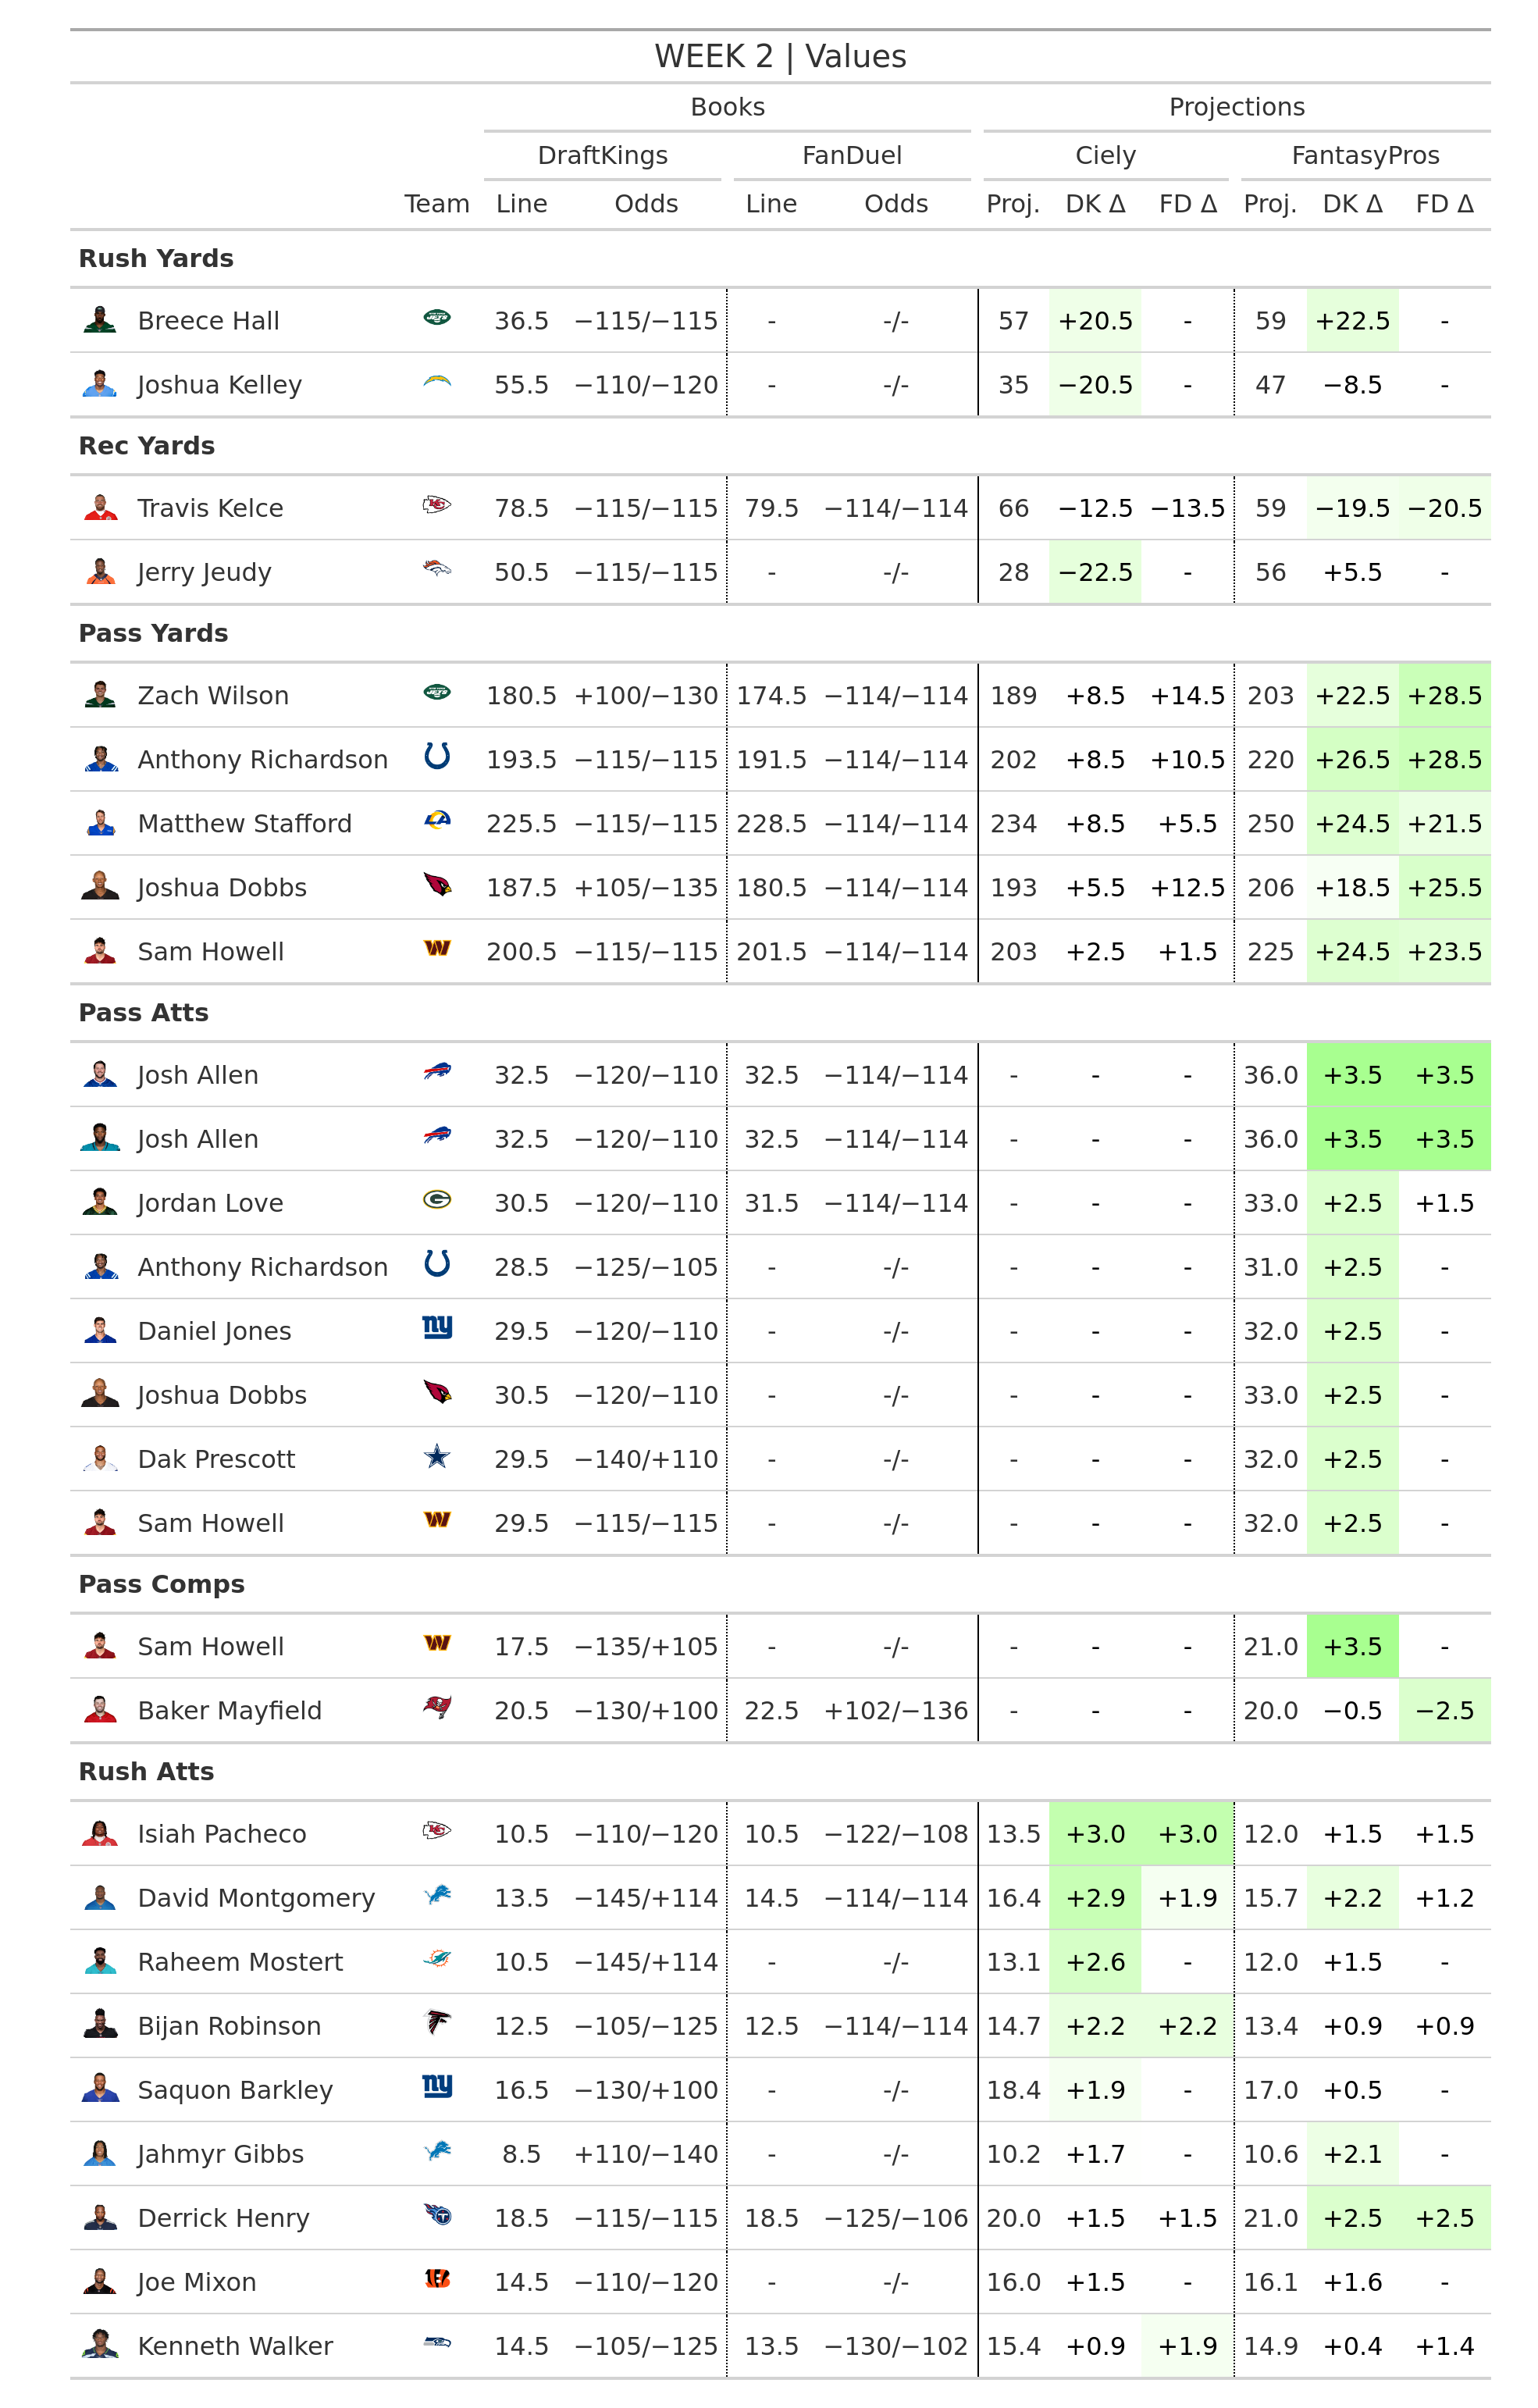 WEEK 2 | Values
Books Projections
DraftKings FanDuel Ciely FantasyPros
Team Line Odds Line Odds Proj. DK Δ FD Δ Proj. DK Δ FD Δ
Rush Yards
Breece Hall 36.5 −115/−115 - -/- 57 +20.5 - 59 +22.5 -
Joshua Kelley 55.5 −110/−120 - -/- 35 −20.5 - 47 −8.5 -
Rec Yards
Travis Kelce 78.5 −115/−115 79.5 −114/−114 66 −12.5 −13.5 59 −19.5 −20.5
Jerry Jeudy 50.5 −115/−115 - -/- 28 −22.5 - 56 +5.5 -
Pass Yards
Zach Wilson 180.5 +100/−130 174.5 −114/−114 189 +8.5 +14.5 203 +22.5 +28.5
Anthony Richardson 193.5 −115/−115 191.5 −114/−114 202 +8.5 +10.5 220 +26.5 +28.5
Matthew Stafford 225.5 −115/−115 228.5 −114/−114 234 +8.5 +5.5 250 +24.5 +21.5
Joshua Dobbs 187.5 +105/−135 180.5 −114/−114 193 +5.5 +12.5 206 +18.5 +25.5
Sam Howell 200.5 −115/−115 201.5 −114/−114 203 +2.5 +1.5 225 +24.5 +23.5
Pass Atts
Josh Allen 32.5 −120/−110 32.5 −114/−114 - - - 36.0 +3.5 +3.5
Josh Allen 32.5 −120/−110 32.5 −114/−114 - - - 36.0 +3.5 +3.5
Jordan Love 30.5 −120/−110 31.5 −114/−114 - - - 33.0 +2.5 +1.5
Anthony Richardson 28.5 −125/−105 - -/- - - - 31.0 +2.5 -
Daniel Jones 29.5 −120/−110 - -/- - - - 32.0 +2.5 -
Joshua Dobbs 30.5 −120/−110 - -/- - - - 33.0 +2.5 -
Dak Prescott 29.5 −140/+110 - -/- - - - 32.0 +2.5 -
Sam Howell 29.5 −115/−115 - -/- - - - 32.0 +2.5 -
Pass Comps
Sam Howell 17.5 −135/+105 - -/- - - - 21.0 +3.5 -
Baker Mayfield 20.5 −130/+100 22.5 +102/−136 - - - 20.0 −0.5 −2.5
Rush Atts
Isiah Pacheco 10.5 −110/−120 10.5 −122/−108 13.5 +3.0 +3.0 12.0 +1.5 +1.5
David Montgomery 13.5 −145/+114 14.5 −114/−114 16.4 +2.9 +1.9 15.7 +2.2 +1.2
Raheem Mostert 10.5 −145/+114 - -/- 13.1 +2.6 - 12.0 +1.5 -
Bijan Robinson 12.5 −105/−125 12.5 −114/−114 14.7 +2.2 +2.2 13.4 +0.9 +0.9
Saquon Barkley 16.5 −130/+100 - -/- 18.4 +1.9 - 17.0 +0.5 -
Jahmyr Gibbs 8.5 +110/−140 - -/- 10.2 +1.7 - 10.6 +2.1 -
Derrick Henry 18.5 −115/−115 18.5 −125/−106 20.0 +1.5 +1.5 21.0 +2.5 +2.5
Joe Mixon 14.5 −110/−120 - -/- 16.0 +1.5 - 16.1 +1.6 -
Kenneth Walker 14.5 −105/−125 13.5 −130/−102 15.4 +0.9 +1.9 14.9 +0.4 +1.4